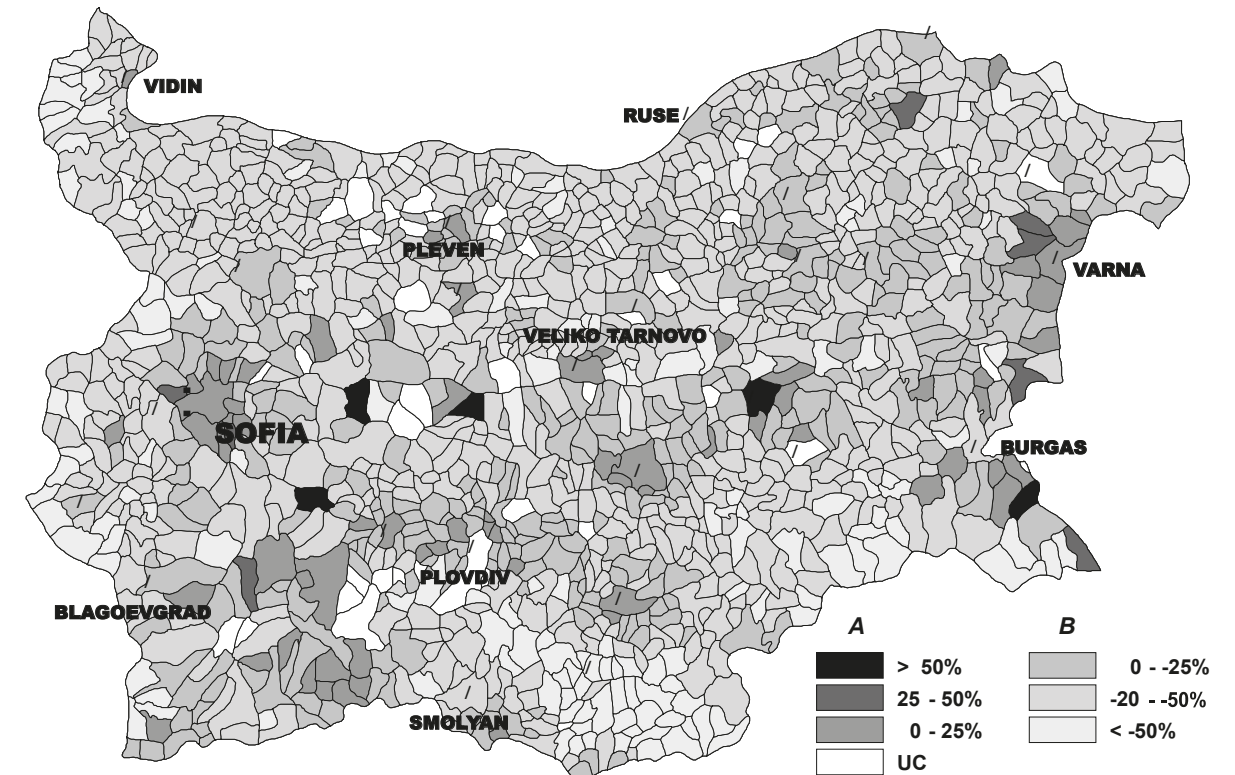 VIDIN
RUSE
PLEVEN
VARNA
VELIKO TARNOVO
SOFIA
BURGAS
PLOVDIV
BLAGOEVGRAD
SMOLYAN
A B
> 50% 0 - -25%
25 - 50% -20 - -50%
0 - 25% < -50%
UC